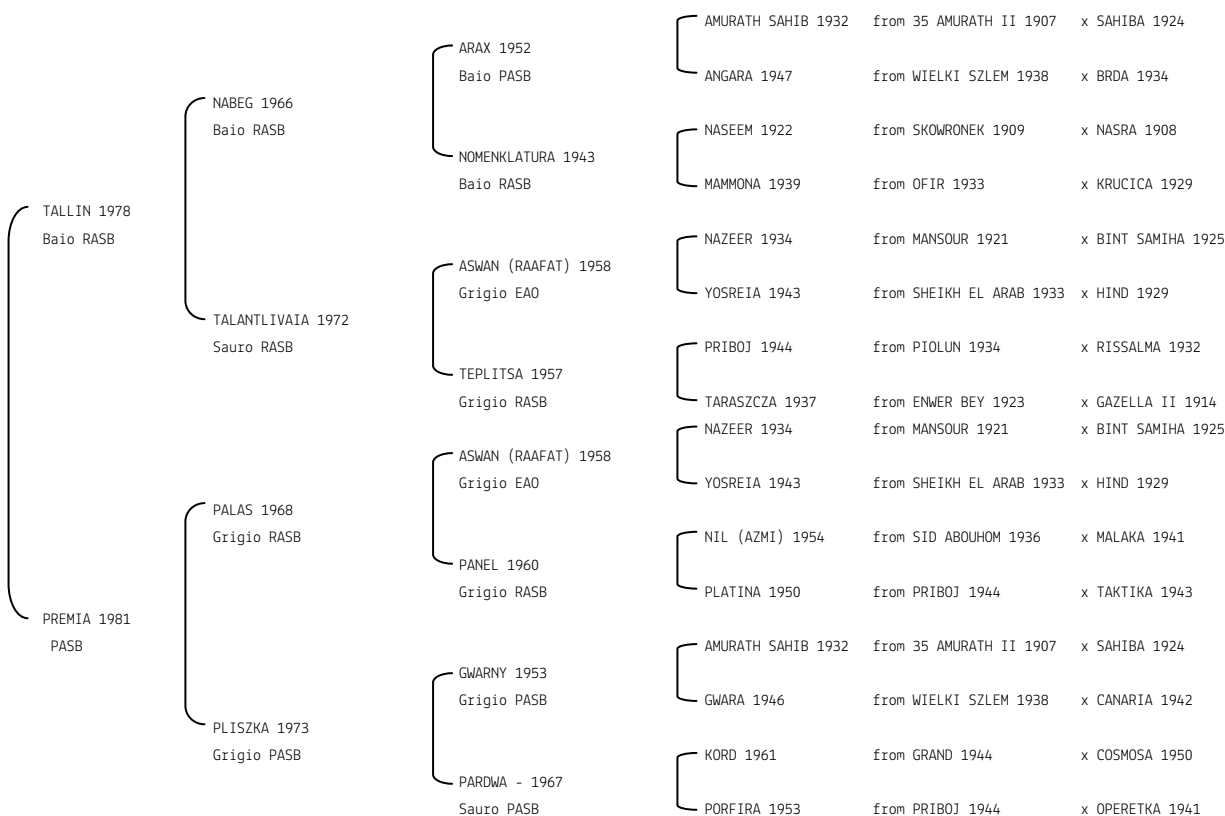 AMURATH SAHIB 1932 from 35 AMURATH II 1907 x SAHIBA 1924
ARAX 1952
Baio PASB
ANGARA 1947 from WIELKI SZLEM 1938 x BRDA 1934
NABEG 1966
Baio RASB
NASEEM 1922 from SKOWRONEK 1909 x NASRA 1908
NOMENKLATURA 1943
Baio RASB
MAMMONA 1939 from OFIR 1933 x KRUCICA 1929
TALLIN 1978
Baio RASB
NAZEER 1934 from MANSOUR 1921 x BINT SAMIHA 1925
ASWAN (RAAFAT) 1958
Grigio EAO
YOSREIA 1943 from SHEIKH EL ARAB 1933 x HIND 1929
TALANTLIVAIA 1972
Sauro RASB
PRIBOJ 1944 from PIOLUN 1934 x RISSALMA 1932
TEPLITSA 1957
Grigio RASB
TARASZCZA 1937 from ENWER BEY 1923 x GAZELLA II 1914
NAZEER 1934 from MANSOUR 1921 x BINT SAMIHA 1925
ASWAN (RAAFAT) 1958
Grigio EAO
YOSREIA 1943 from SHEIKH EL ARAB 1933 x HIND 1929
PALAS 1968
Grigio RASB
NIL (AZMI) 1954 from SID ABOUHOM 1936 x MALAKA 1941
PANEL 1960
Grigio RASB
PLATINA 1950 from PRIBOJ 1944 x TAKTIKA 1943
PREMIA 1981
PASB
AMURATH SAHIB 1932 from 35 AMURATH II 1907 x SAHIBA 1924
GWARNY 1953
Grigio PASB
GWARA 1946 from WIELKI SZLEM 1938 x CANARIA 1942
PLISZKA 1973
Grigio PASB
KORD 1961 from GRAND 1944 x COSMOSA 1950
PARDWA - 1967
Sauro PASB
PORFIRA 1953 from PRIBOJ 1944 x OPERETKA 1941